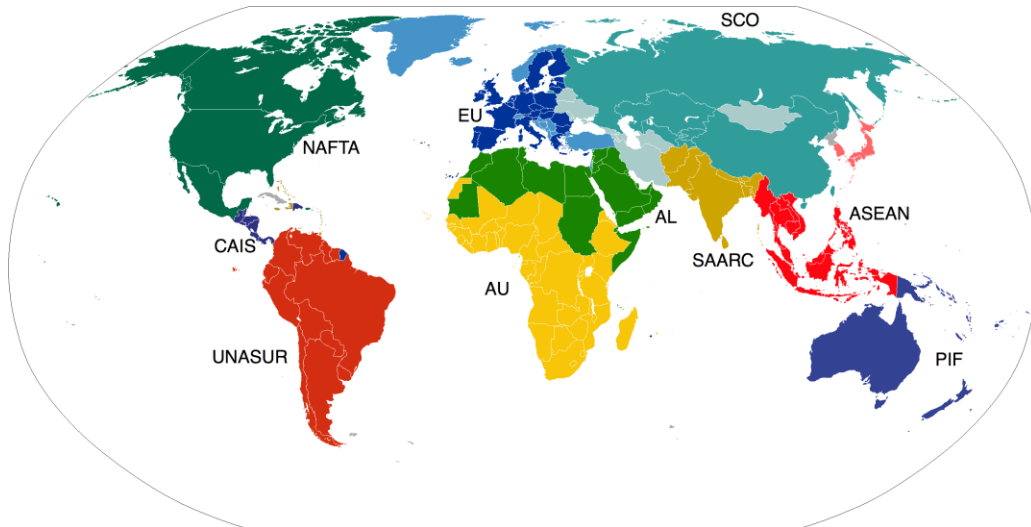 SCO
EU
NAFTA
AL
ASEAN
CAIS
SAARC
AU
UNASUR
PIF